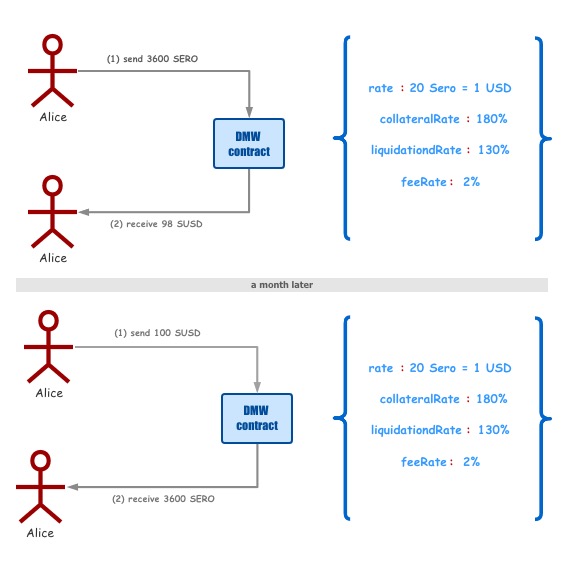 (1) send 3600 SERO
Alice
DMW
contract
(2) receive 98 SUSD
Alice
rate : 20 Sero = 1 USD
collateralRate : 180%
liquidationdRate : 130%
feeRate : 2%
a month later
(1) send 100 SUSD
Alice
DMW
contract
(2) receive 3600 SERO
Alice
rate : 20 Sero = 1 USD
collateralRate : 180%
liquidationdRate : 130%
feeRate : 2%